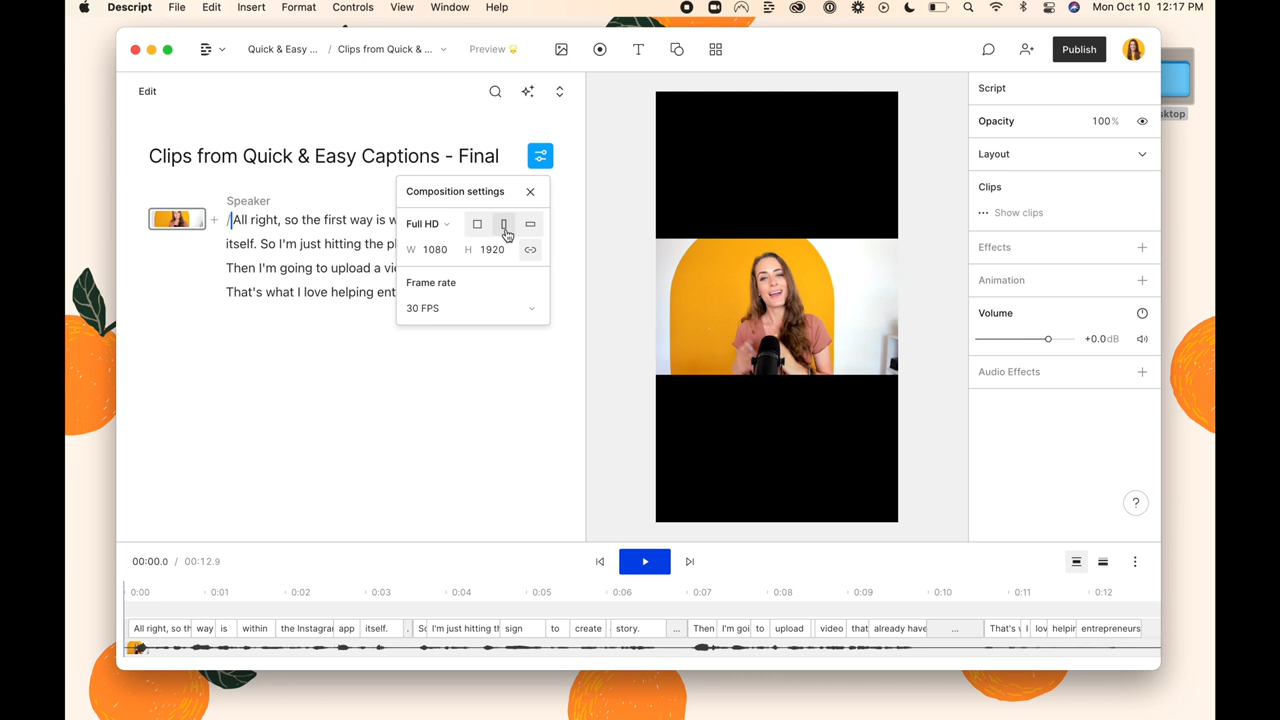 Descript File Edit Insert Format Controls View Window Help Mon Oct 10 12:17 PM
Quick & Easy ... / Clips from Quick & ... Preview Publish
ktop
Edit
Script
Opacity 100%
Layout
Clips from Quick & Easy Captions - Final
Composition settings
Clips
Speaker
Show clips
/All right, so the first way is w
Full HD
itself. So I'm just hitting the pl
W 1080 H 1920
Effects
Then I'm going to upload a vi
Frame rate
Animation
That's what I love helping ent
30 FPS
Volume
+0.0dB
Audio Effects
?
00:00.0 / 00:12.9
0:00 0:01 0:02 0:03 0:04 0:05 0:06 0:07 0:08 0:09 0:10 0:11 0:12
All right, so th way is within the Instagra app itself. . So I'm just hitting th sign to create story. ... Then I'm goi to upload video that already have ... That's w I lov helpin entrepreneurs